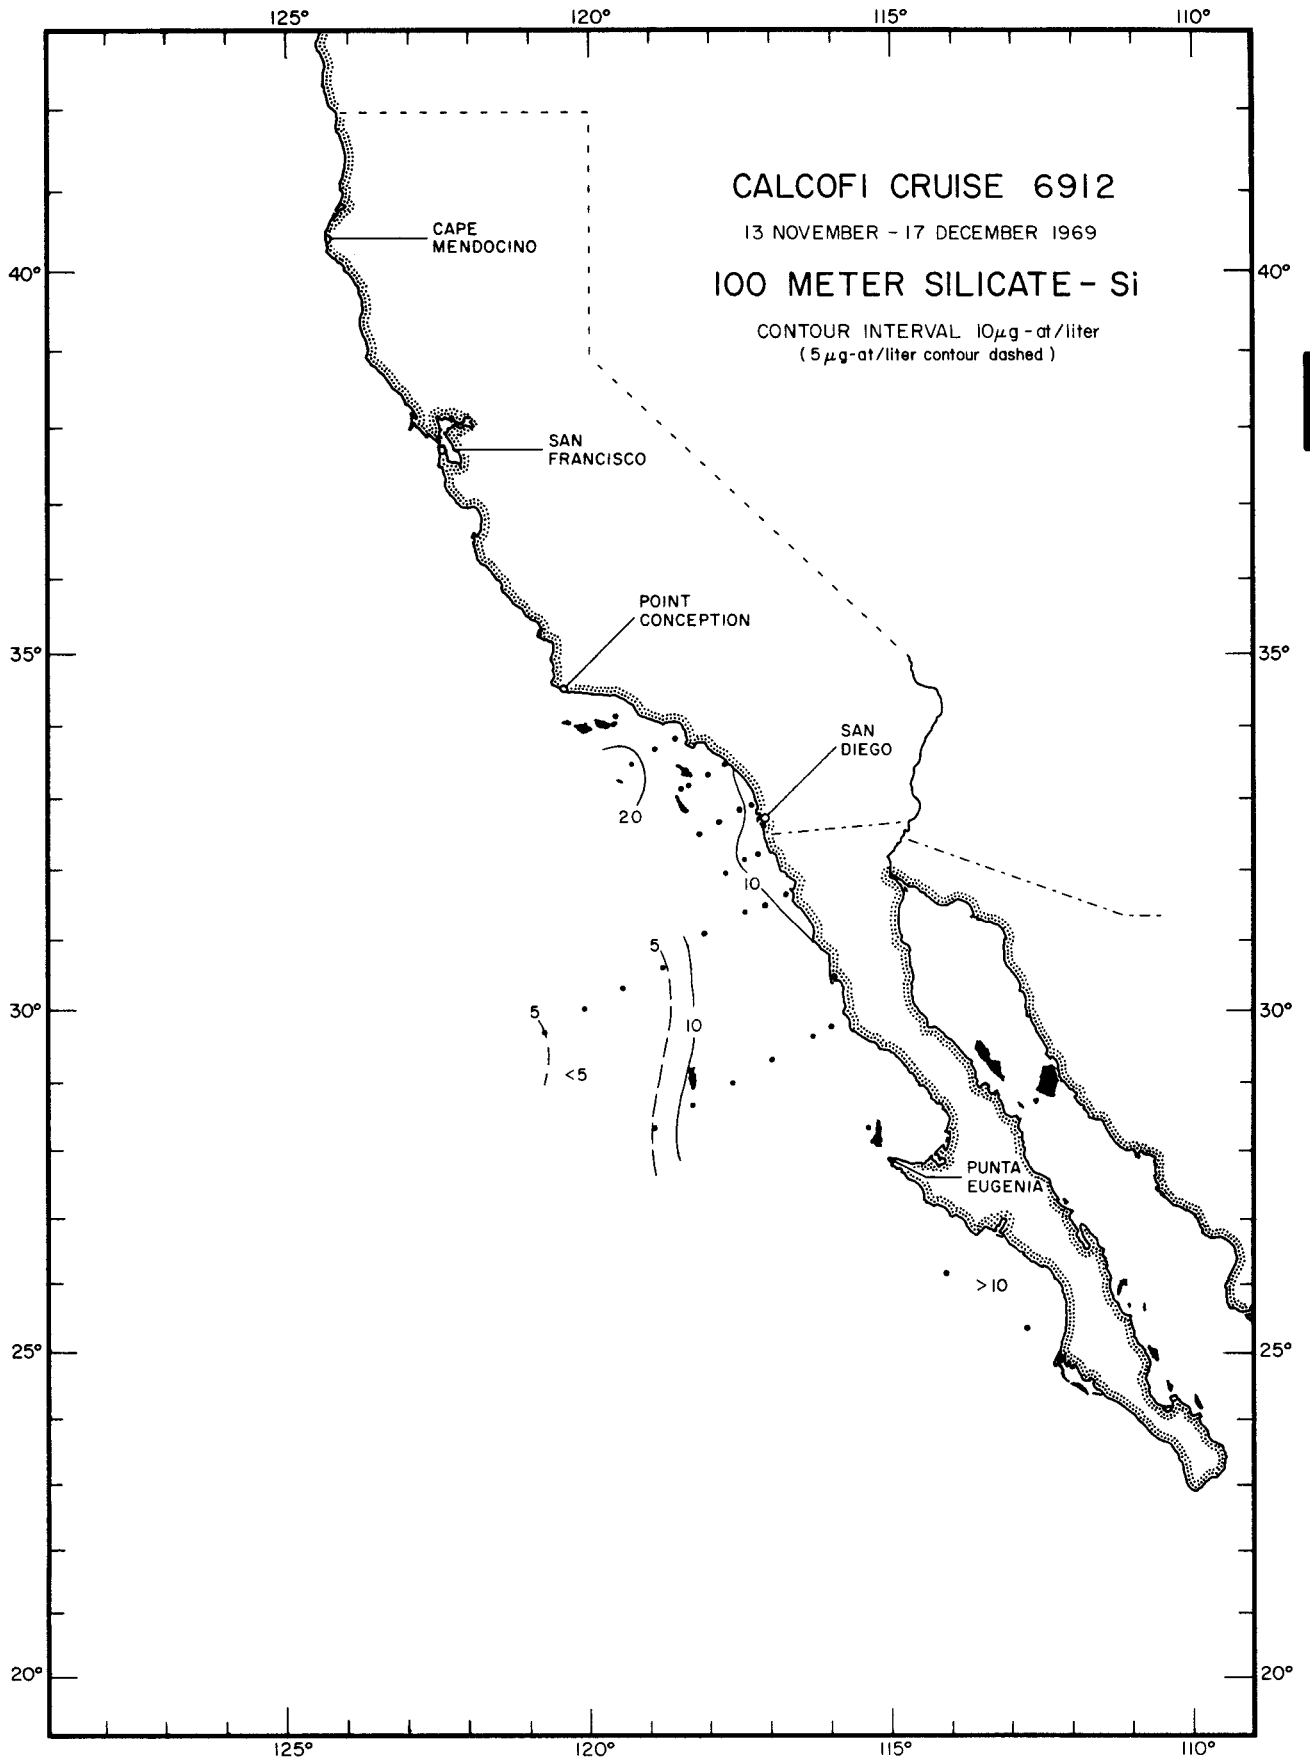 125° 120° 115° 110°
CALCOFI CRUISE 6912
13 NOVEMBER - 17 DECEMBER 1969
100 METER SILICATE - Si
CONTOUR INTERVAL 10µg-at/liter
(5µg-at/liter contour dashed)
CAPE
MENDOCINO
40° 40°
SAN
FRANCISCO
POINT
CONCEPTION
35° 35°
SAN
DIEGO
20
10
5
5
10
30° 30°
<5
PUNTA
EUGENIA
>10
25° 25°
20° 20°
125° 120° 115° 110°